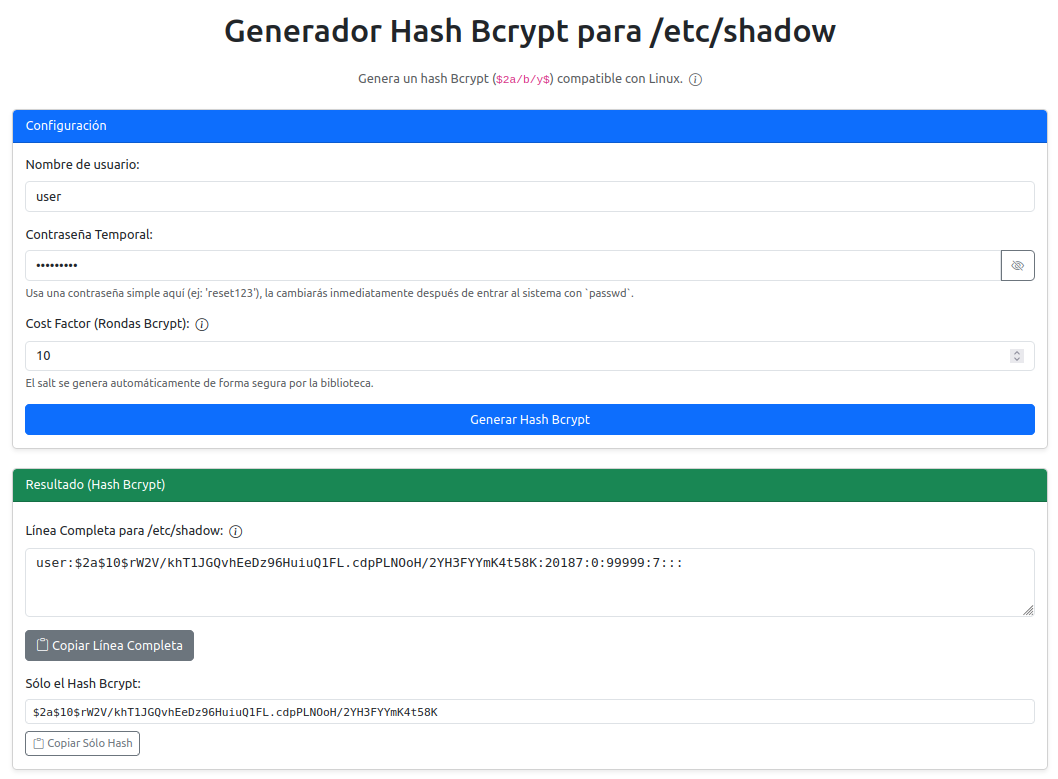 Generador Hash Bcrypt para /etc/shadow
Genera un hash Bcrypt ($2a/b/y$) compatible con Linux.
Configuración
Nombre de usuario:
user
Contraseña Temporal:
•••••••••
Usa una contraseña simple aquí (ej: 'reset123'), la cambiarás inmediatamente después de entrar al sistema con `passwd`.
Cost Factor (Rondas Bcrypt):
10
El salt se genera automáticamente de forma segura por la biblioteca.
Generar Hash Bcrypt
Resultado (Hash Bcrypt)
Línea Completa para /etc/shadow:
user:$2a$10$rW2V/khT1JGQvhEeDz96HuiuQ1FL.cdpPLNOoH/2YH3FYYmK4t58K:20187:0:99999:7:::
Copiar Línea Completa
Sólo el Hash Bcrypt:
$2a$10$rW2V/khT1JGQvhEeDz96HuiuQ1FL.cdpPLNOoH/2YH3FYYmK4t58K
Copiar Sólo Hash